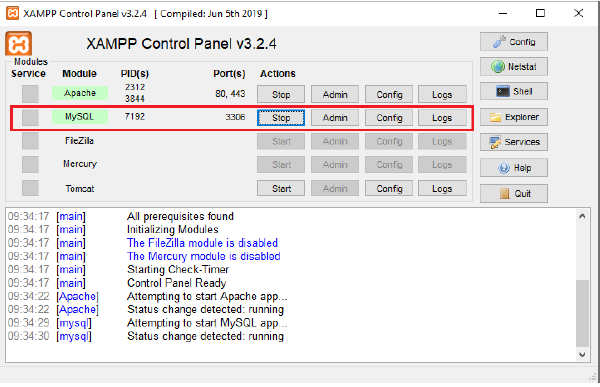 XAMPP Control Panel v3.2.4   [ Compiled: Jun 5th 2019 ]
XAMPP Control Panel v3.2.4
Config
Modules
Service Module PID(s) Port(s) Actions
Netstat
Apache 2312 3844 80, 443 Stop Admin Config Logs
Shell
MySQL 7192 3306 Stop Admin Config Logs
Explorer
FileZilla Start Admin Config Logs
Services
Mercury Start Admin Config Logs
Help
Tomcat Start Admin Config Logs
Quit
09:34:17 [main] All prerequisites found
09:34:17 [main] Initializing Modules
09:34:17 [main] The FileZilla module is disabled
09:34:17 [main] The Mercury module is disabled
09:34:17 [main] Starting Check-Timer
09:34:17 [main] Control Panel Ready
09:34:22 [Apache] Attempting to start Apache app...
09:34:22 [Apache] Status change detected: running
09:34:29 [mysql] Attempting to start MySQL app...
09:34:30 [mysql] Status change detected: running